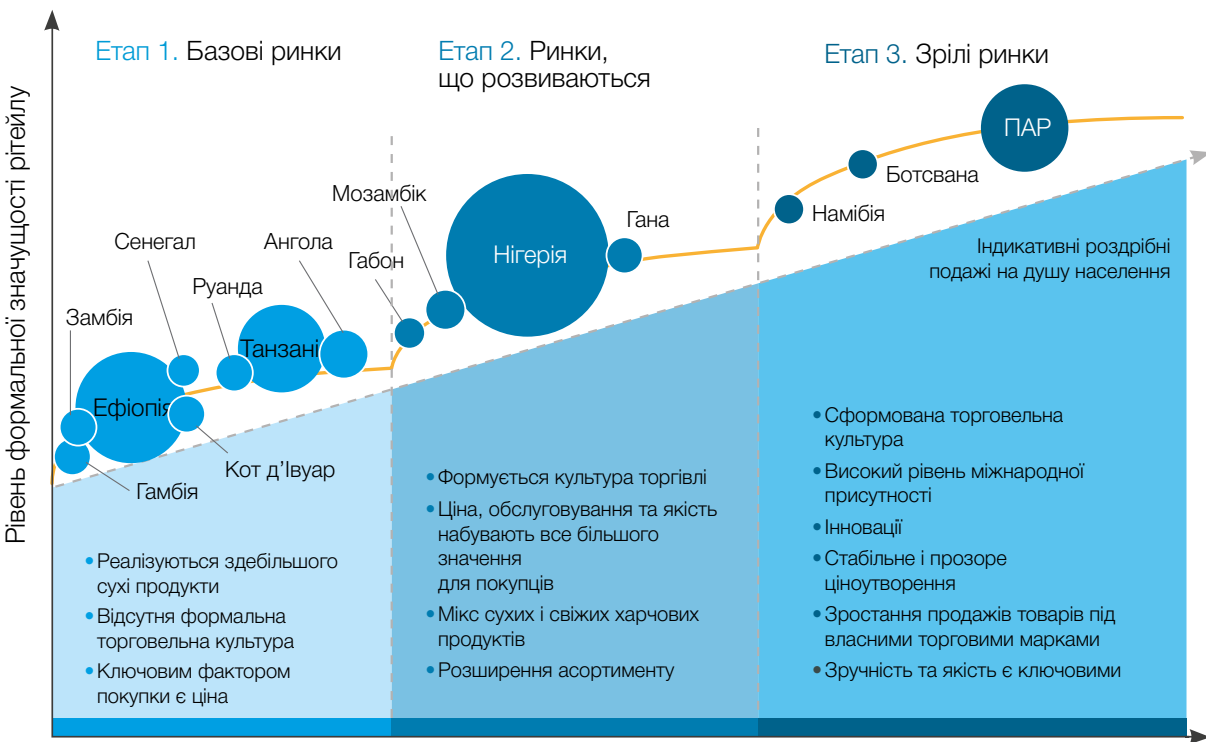 Рівень формальної значущості рітейлу
Етап 1. Базові ринки
Етап 2. Ринки,
що розвиваються
Етап 3. Зрілі ринки
Замбія
Сенегал
Руанда
Ангола
Ефіопія
Танзані
Гамбія
Кот д’Івуар
Габон
Мозамбік
Нігерія
Гана
Намібія
Ботсвана
ПАР
Індикативні роздрібні
подажі на душу населення
• Реалізуються здебільшого
сухі продукти
• Відсутня формальна
торговельна культура
• Ключовим фактором
покупки є ціна
• Формується культура торгівлі
• Ціна, обслуговування та якість
набувають все більшого
значення
для покупців
• Мікс сухих і свіжих харчових
продуктів
• Розширення асортименту
• Сформована торговельна
культура
• Високий рівень міжнародної
присутності
• Інновації
• Стабільне і прозоре
ціноутворення
• Зростання продажів товарів під
власними торговими марками
• Зручність та якість є ключовими